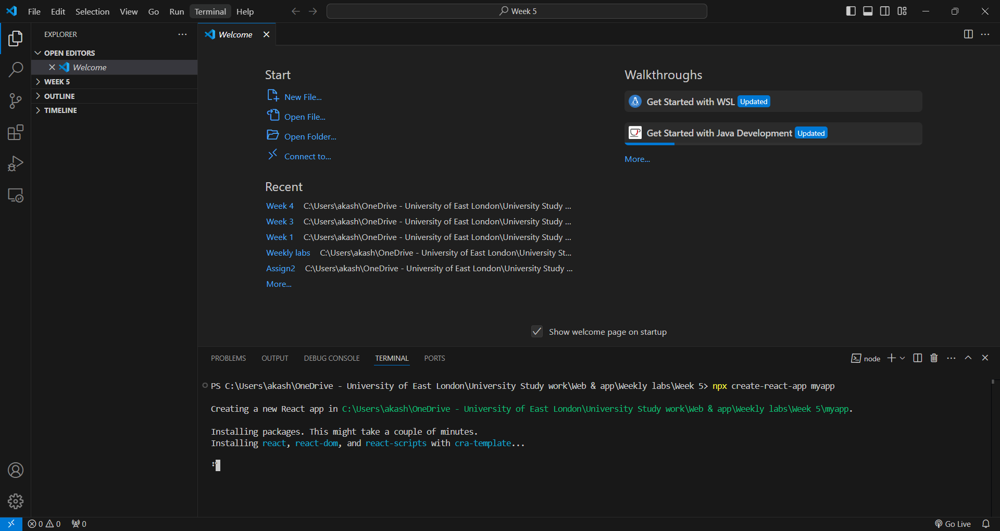 File Edit Selection View Go Run Terminal Help
Week 5
EXPLORER
OPEN EDITORS
Welcome
WEEK 5
OUTLINE
TIMELINE
Welcome
Start
New File...
Open File...
Open Folder...
Connect to...
Recent
Week 4 C:\Users\akash\OneDrive - University of East London\University Study ...
Week 3 C:\Users\akash\OneDrive - University of East London\University Study ...
Week 1 C:\Users\akash\OneDrive - University of East London\University Study ...
Weekly labs C:\Users\akash\OneDrive - University of East London\University St...
Assign2 C:\Users\akash\OneDrive - University of East London\University Study ...
More...
Walkthroughs
Get Started with WSL Updated
Get Started with Java Development Updated
More...
Show welcome page on startup
PROBLEMS OUTPUT DEBUG CONSOLE TERMINAL PORTS
node
PS C:\Users\akash\OneDrive - University of East London\University Study work\Web & app\Weekly labs\Week 5> npx create-react-app myapp
Creating a new React app in C:\Users\akash\OneDrive - University of East London\University Study work\Web & app\Weekly labs\Week 5\myapp.
Installing packages. This might take a couple of minutes.
Installing react, react-dom, and react-scripts with cra-template...
0 0 0
Go Live